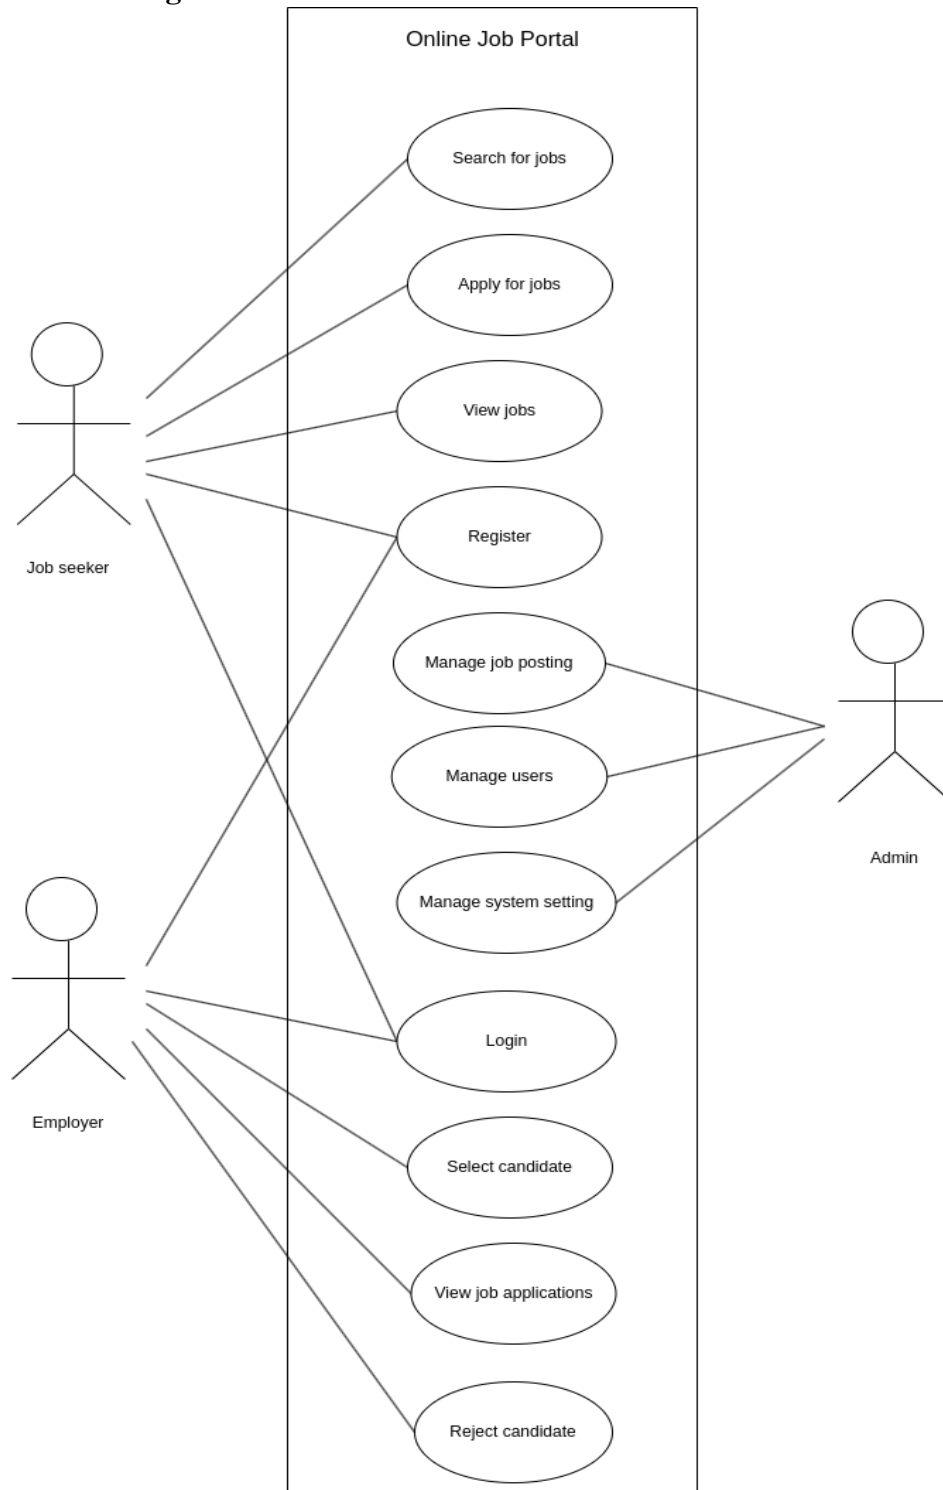 Online Job Portal
Search for jobs
Apply for jobs
View jobs
Register
Job seeker
Manage job posting
Manage users
Admin
Manage system setting
Login
Employer
Select candidate
View job applications
Reject candidate